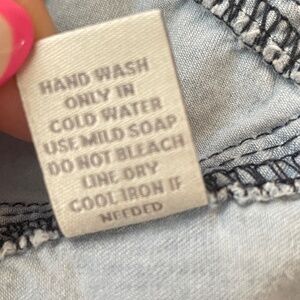 HAND WASH
ONLY IN
COLD WATER
USE MILD SOAP
DO NOT BLEACH
LINE DRY
COOL IRON IF
NEEDED